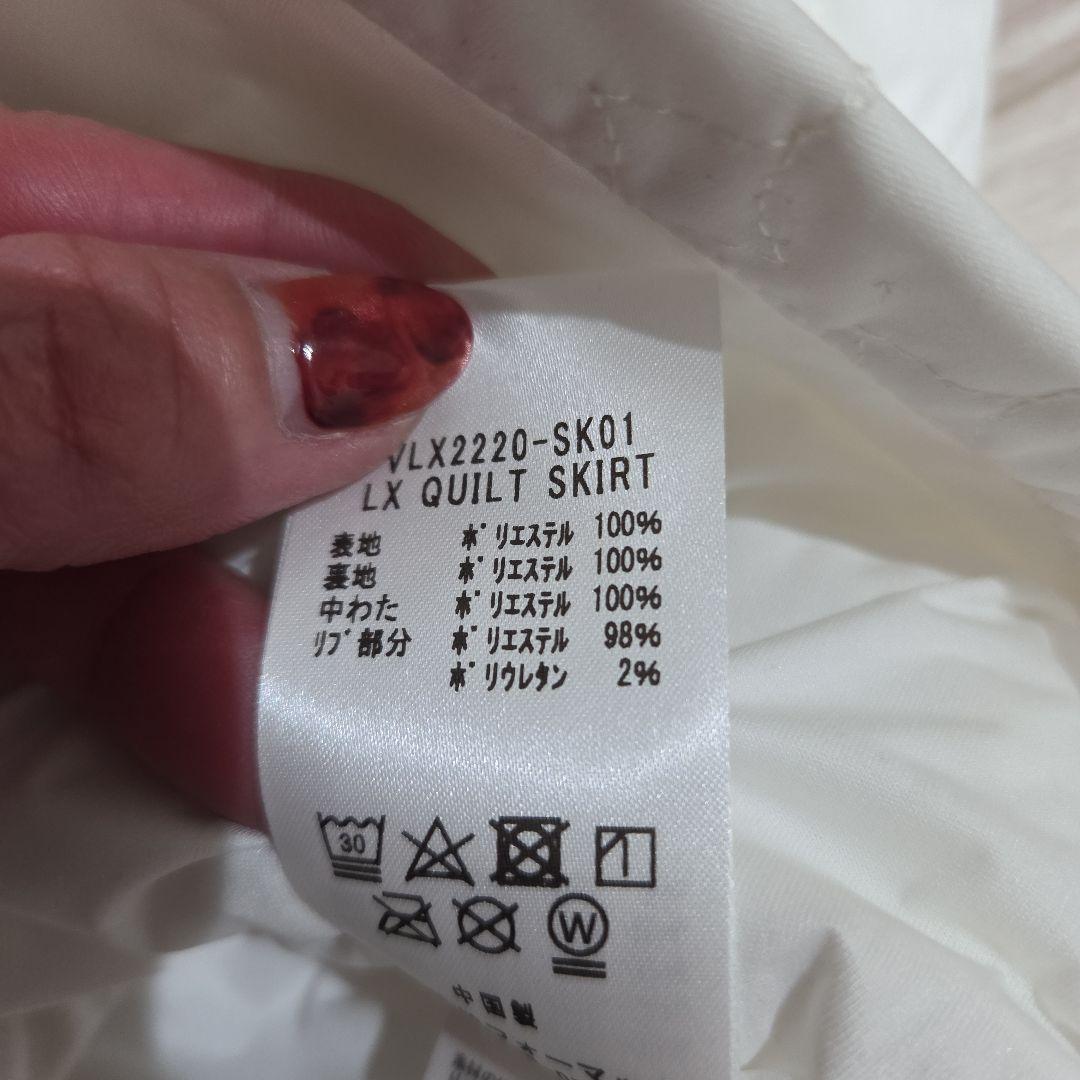 VLX2220-SK01
LX QUILT SKIRT
表地 ポリエステル 100%
裏地 ポリエステル 100%
中わた ポリエステル 100%
リブ部分 ポリエステル 98%
ポリウレタン 2%
30
W
中国製